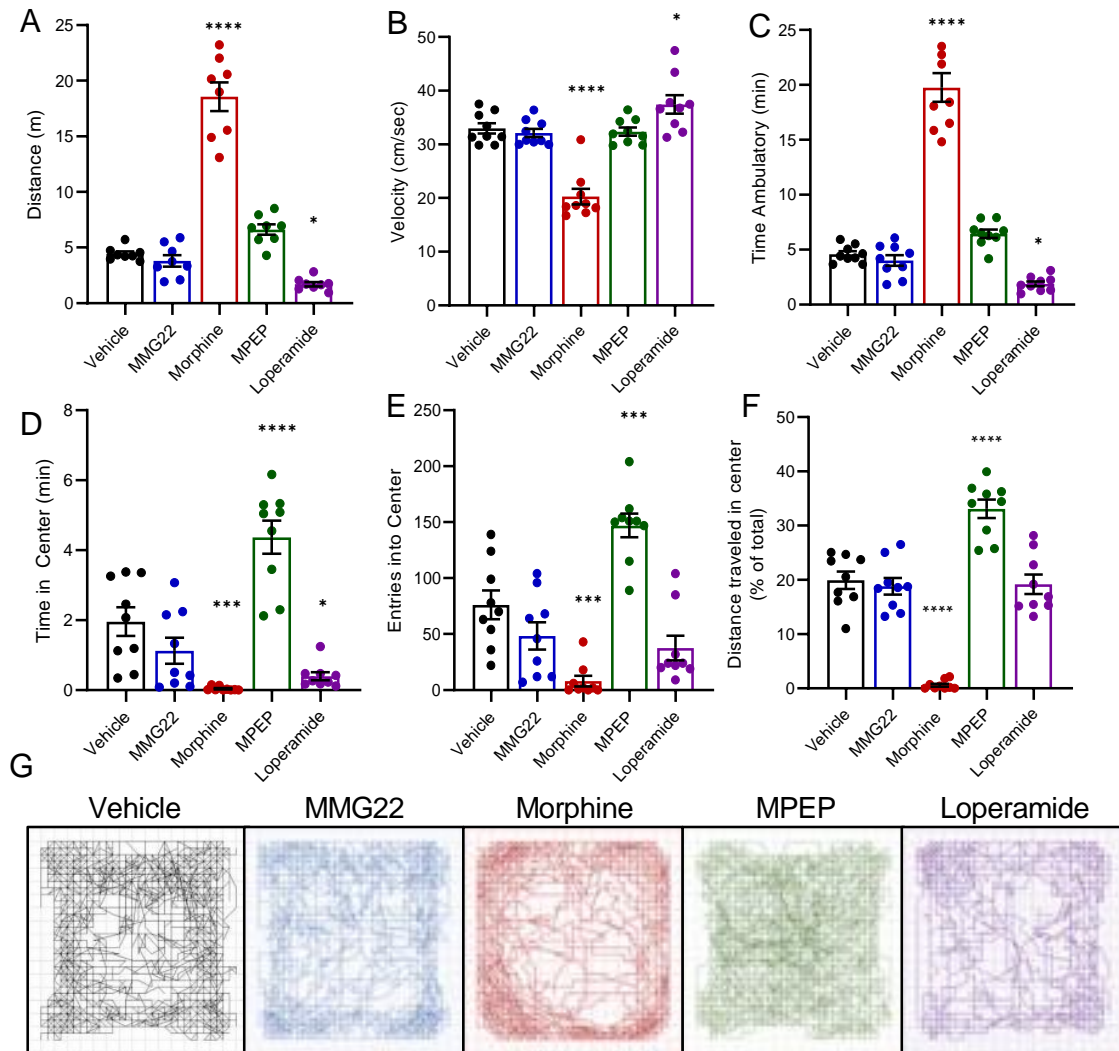 A
Distance (m)
25
20
15
10
5
0
****
*
Vehicle
MMG22
Morphine
MPEP
Loperamide
B
Velocity (cm/sec)
50
40
30
20
10
0
****
*
Vehicle
MMG22
Morphine
MPEP
Loperamide
C
Time Ambulatory (min)
25
20
15
10
5
0
****
*
Vehicle
MMG22
Morphine
MPEP
Loperamide
D
Time in Center (min)
8
6
4
2
0
***
****
*
Vehicle
MMG22
Morphine
MPEP
Loperamide
E
Entries into Center
250
200
150
100
50
0
***
***
Vehicle
MMG22
Morphine
MPEP
Loperamide
F
Distance traveled in center
(% of total)
50
40
30
20
10
0
****
****
Vehicle
MMG22
Morphine
MPEP
Loperamide
G
Vehicle MMG22 Morphine MPEP Loperamide